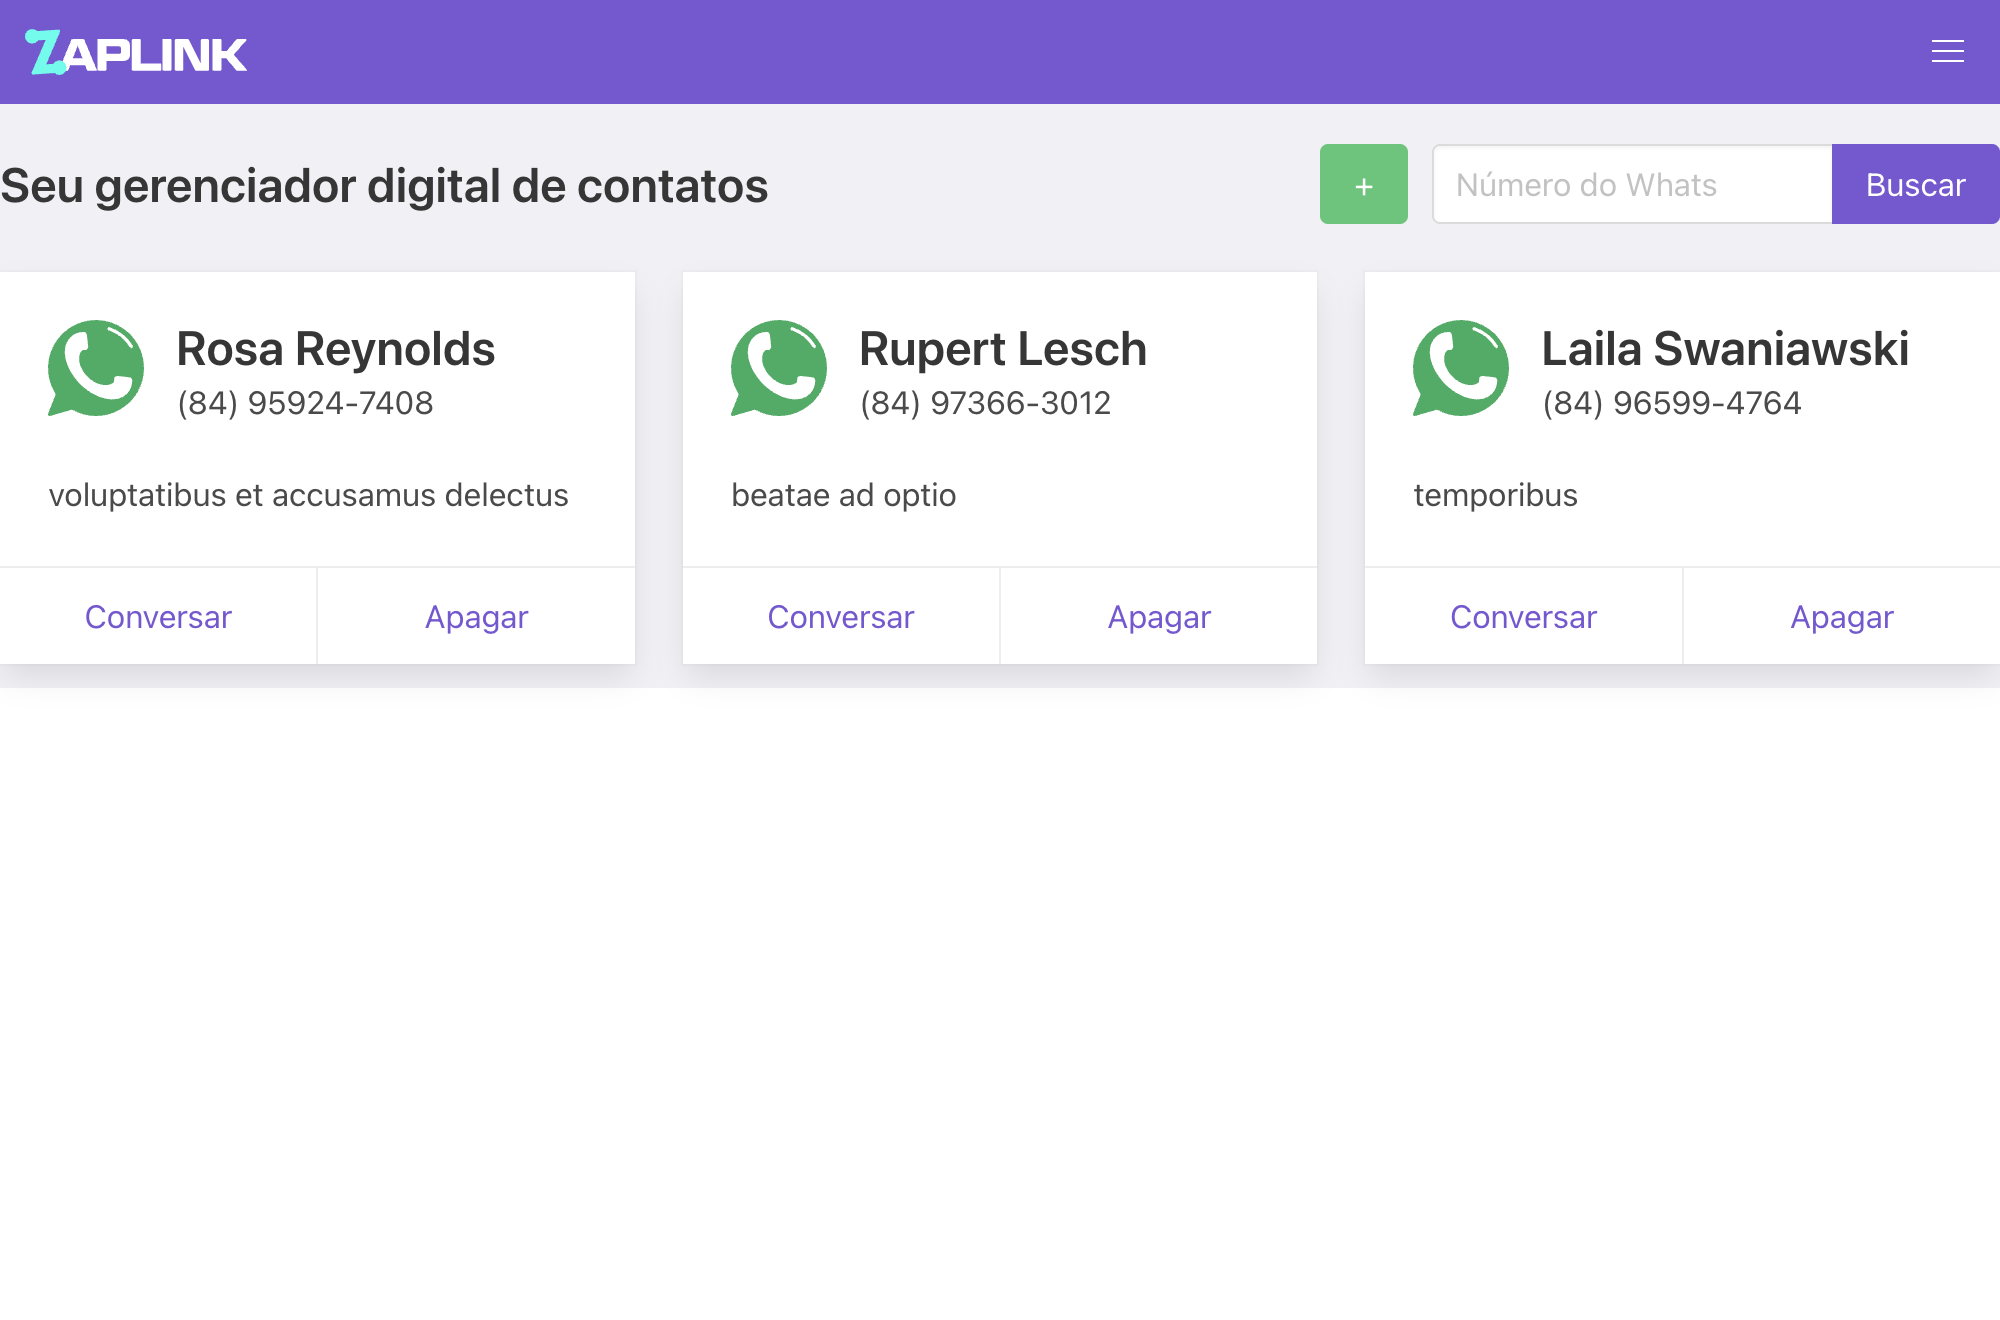 ZAPLINK
Seu gerenciador digital de contatos
+
Número do Whats
Buscar
Rosa Reynolds
(84) 95924-7408
voluptatibus et accusamus delectus
Conversar
Apagar
Rupert Lesch
(84) 97366-3012
beatae ad optio
Conversar
Apagar
Laila Swaniawski
(84) 96599-4764
temporibus
Conversar
Apagar